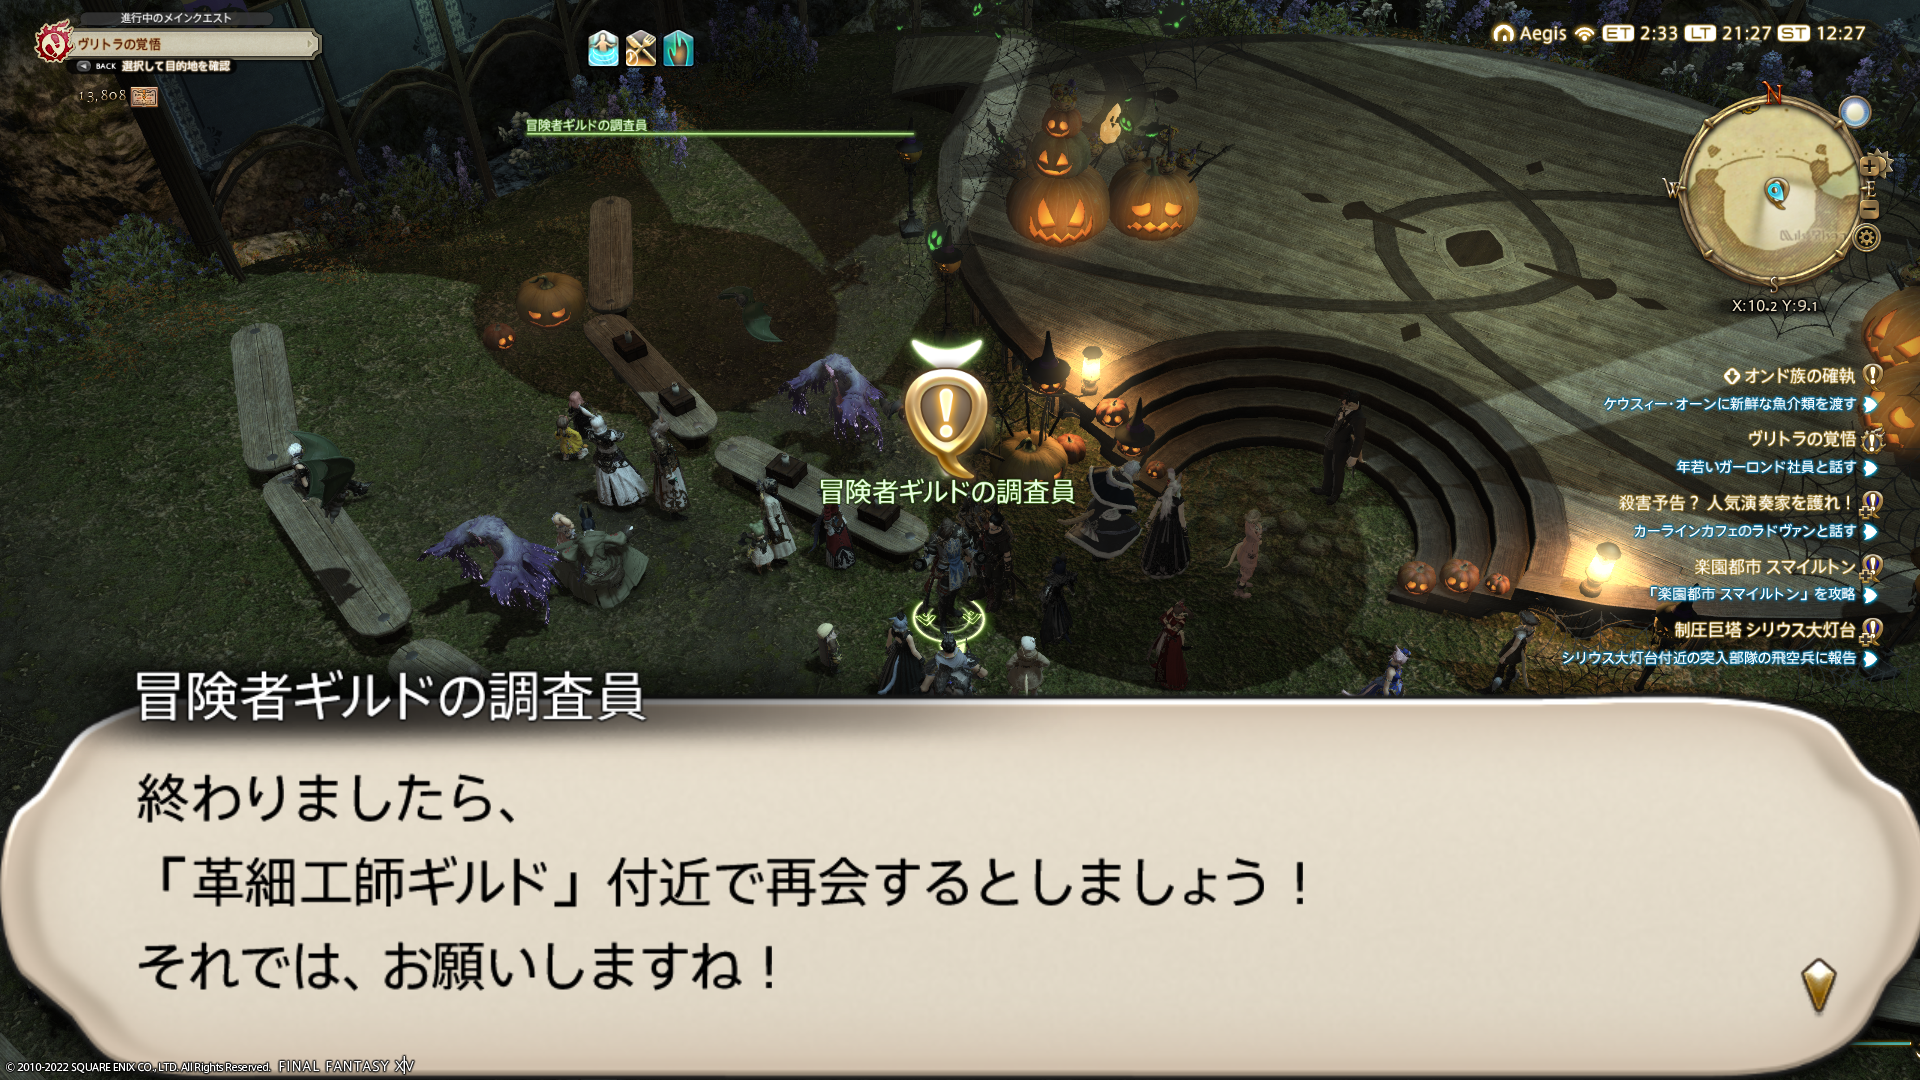 進行中のメインクエスト
ヴリトラの覚悟
BACK 選択して目的地を確認
13,808
冒険者ギルドの調査員
Aegis ET 2:33 LT 21:27 ST 12:27
N
W
E
S
X:10.2 Y:9.1
オンド族の確執
ケウスィー・オーンに新鮮な魚介類を渡す
ヴリトラの覚悟
年若いガーロンド社員と話す
殺害予告？ 人気演奏家を護れ！
カーラインカフェのラドヴァンと話す
楽園都市 スマイルトン
「楽園都市 スマイルトン」を攻略
制圧巨塔 シリウス大灯台
シリウス大灯台付近の突入部隊の飛空兵に報告
冒険者ギルドの調査員
冒険者ギルドの調査員
終わりましたら、
「革細工師ギルド」付近で再会するとしましょう！
それでは、お願いしますね！
© 2010-2022 SQUARE ENIX CO., LTD. All Rights Reserved. FINAL FANTASY XIV